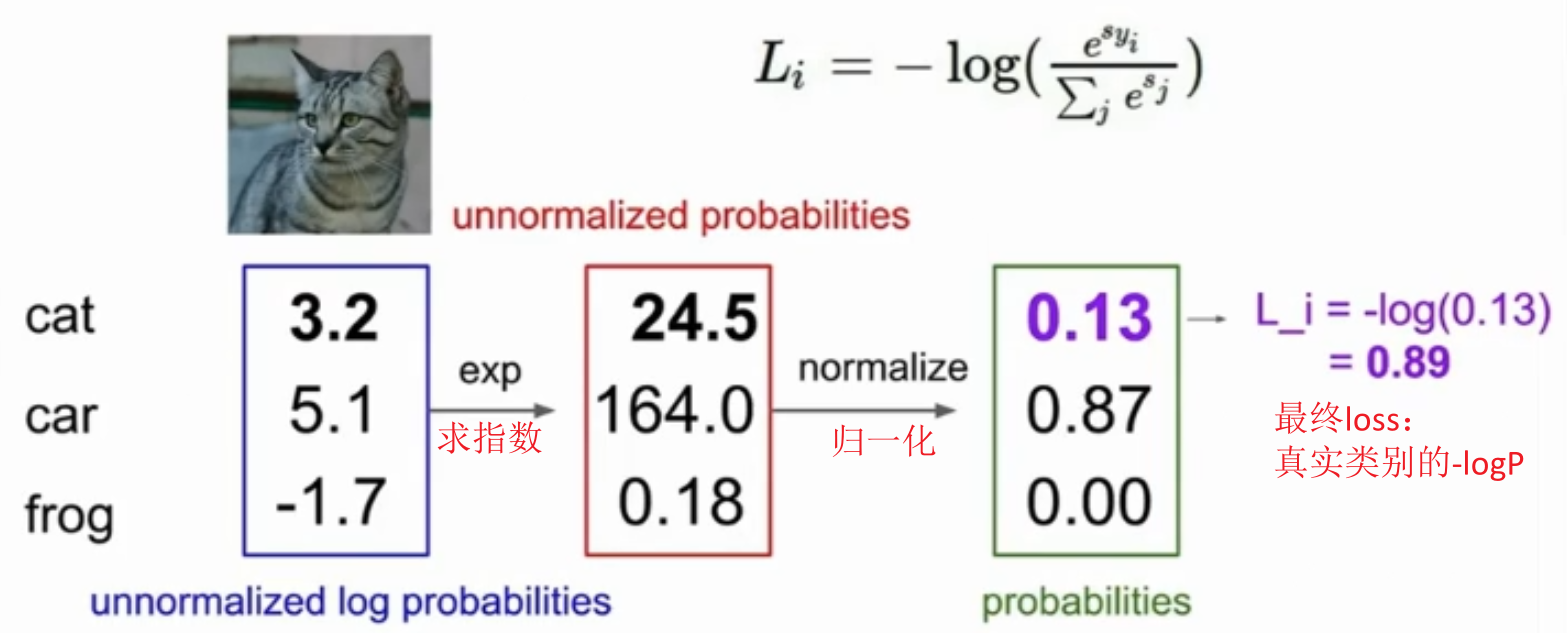 L_i = − log( e^{s_{y_i}} / ∑_j e^{s_j} )
unnormalized probabilities
cat 3.2 24.5 0.13 → L_i = -log(0.13)
= 0.89
exp normalize
car 5.1 164.0 0.87
求指数 归一化
最终loss：
真实类别的-logP
frog -1.7 0.18 0.00
unnormalized log probabilities probabilities